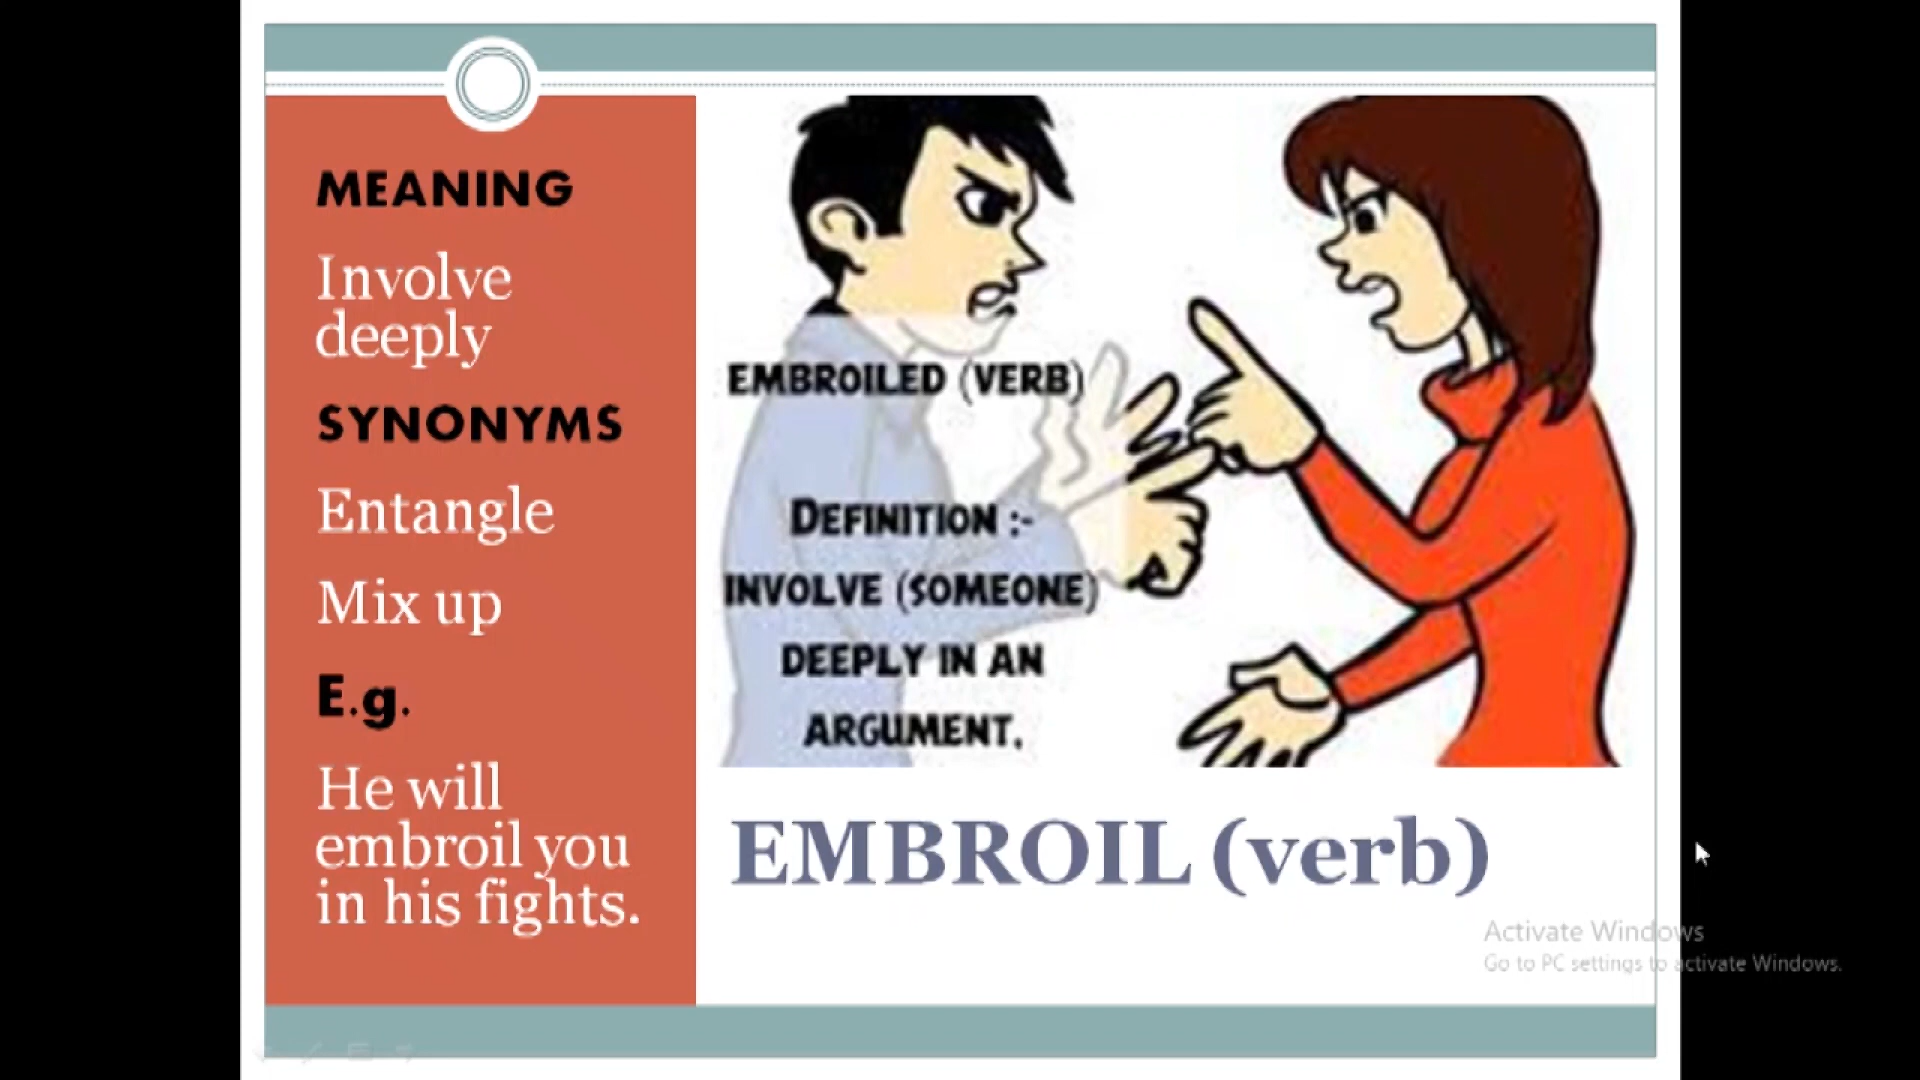 MEANING
Involve
deeply
SYNONYMS
Entangle
Mix up
E.g.
He will
embroil you
in his fights.
EMBROILED (VERB)
DEFINITION :-
INVOLVE (SOMEONE)
DEEPLY IN AN
ARGUMENT.
EMBROIL (verb)
Activate Windows
Go to PC settings to activate Windows.